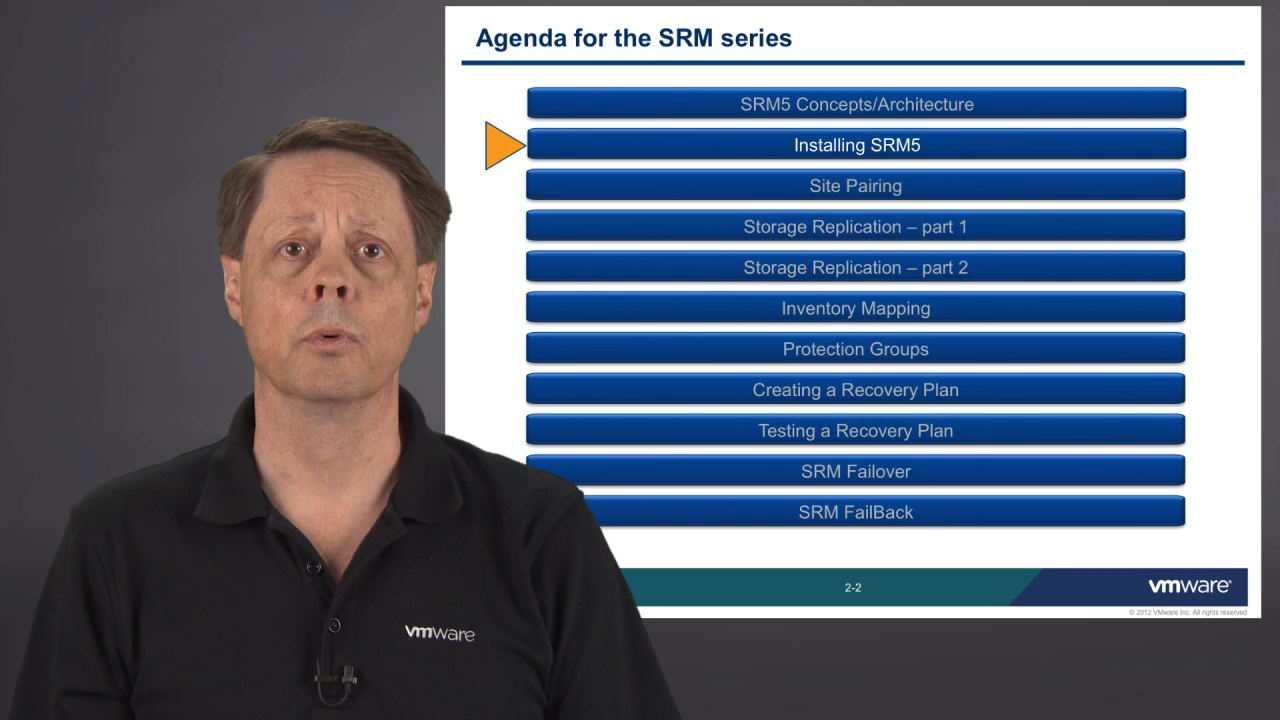 Agenda for the SRM series
SRM5 Concepts/Architecture
Installing SRM5
Site Pairing
Storage Replication – part 1
Storage Replication – part 2
Inventory Mapping
Protection Groups
Creating a Recovery Plan
Testing a Recovery Plan
SRM Failover
SRM FailBack
2-2
vmware®
© 2012 VMware Inc. All rights reserved
vmware